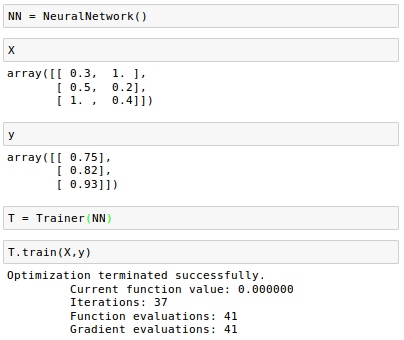 NN = NeuralNetwork()
X
array([[ 0.3,  1. ],
       [ 0.5,  0.2],
       [ 1. ,  0.4]])
y
array([[ 0.75],
       [ 0.82],
       [ 0.93]])
T = Trainer(NN)
T.train(X,y)
Optimization terminated successfully.
         Current function value: 0.000000
         Iterations: 37
         Function evaluations: 41
         Gradient evaluations: 41